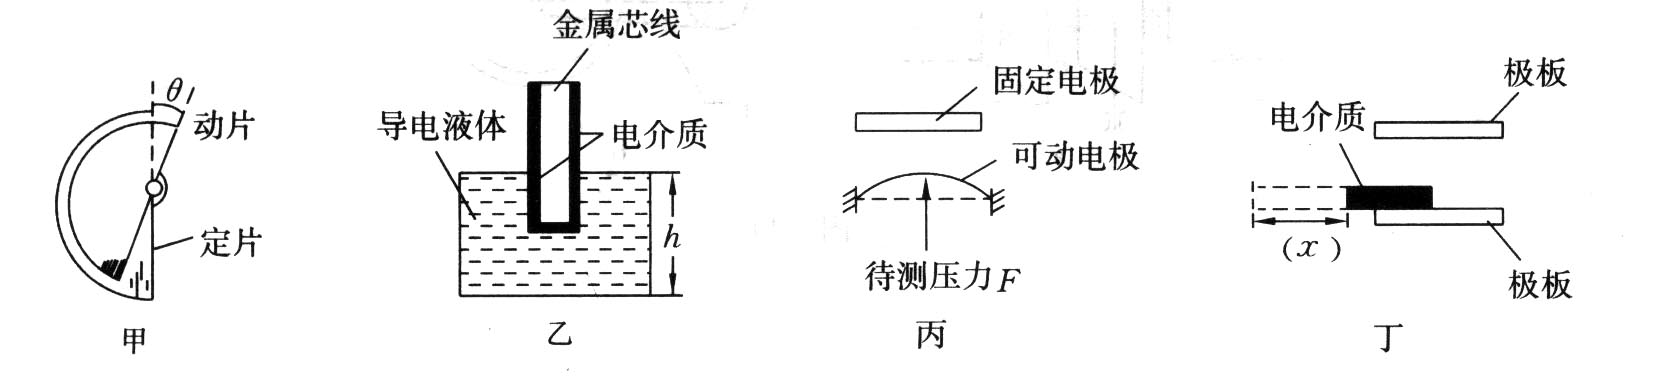 θ
动片
定片
甲
金属芯线
导电液体
电介质
h
乙
固定电极
可动电极
待测压力F
丙
极板
电介质
(x)
极板
丁